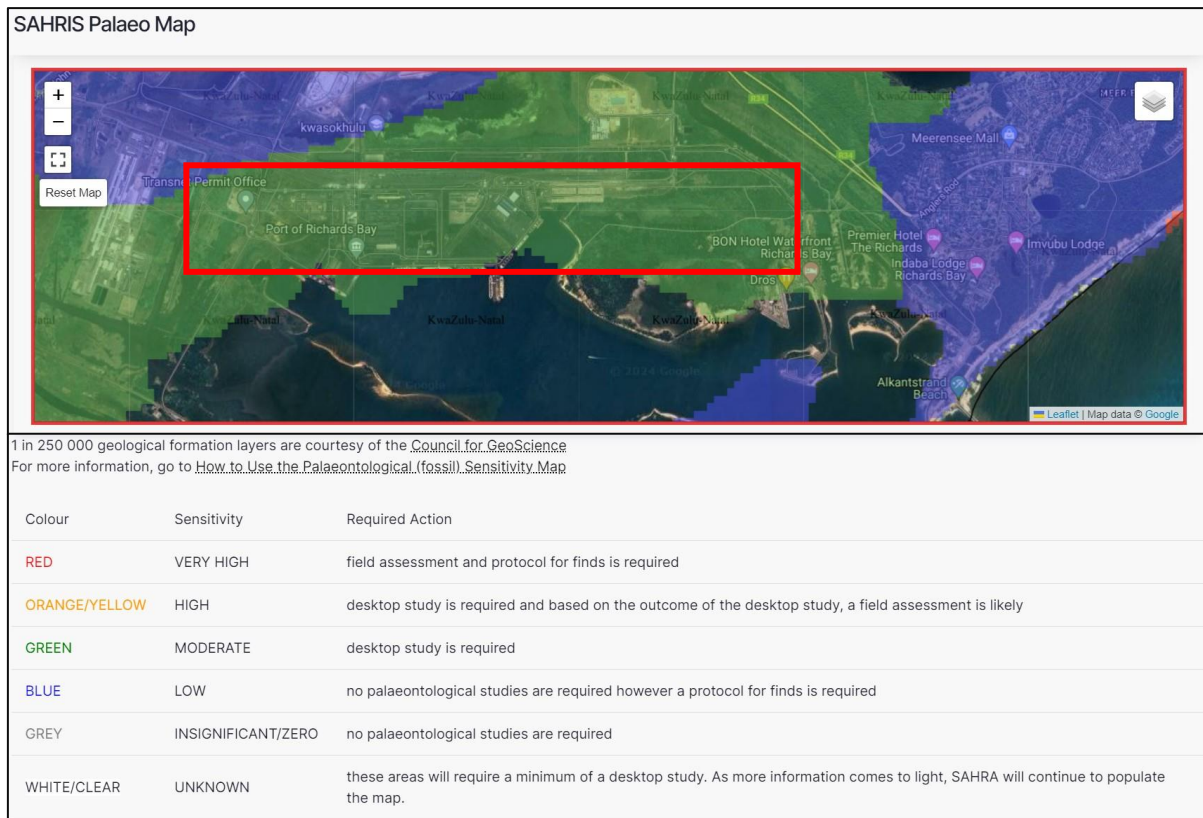 SAHRIS Palaeo Map
+
−
Reset Map
KwaZulu-Natal
KwaZulu-Natal
KwaZulu-Natal
KwaZulu-Natal
R34
kwasokhulu
Meerensee Mall
R34
Transnet Permit Office
Anglers Rod
Port of Richards Bay
BON Hotel Waterfront
Richards Bay
Premier Hotel
The Richards
Imvubu Lodge
Indaba Lodge
Richards Bay
Dros
KwaZulu-Natal
KwaZulu-Natal
KwaZulu-Natal
KwaZulu-Natal
© 2024 Google
Alkantstrand
Beach
Leaflet | Map data © Google
1 in 250 000 geological formation layers are courtesy of the Council for GeoScience
For more information, go to How to Use the Palaeontological (fossil) Sensitivity Map
Colour Sensitivity Required Action
RED VERY HIGH field assessment and protocol for finds is required
ORANGE/YELLOW HIGH desktop study is required and based on the outcome of the desktop study, a field assessment is likely
GREEN MODERATE desktop study is required
BLUE LOW no palaeontological studies are required however a protocol for finds is required
GREY INSIGNIFICANT/ZERO no palaeontological studies are required
WHITE/CLEAR UNKNOWN these areas will require a minimum of a desktop study. As more information comes to light, SAHRA will continue to populate
the map.